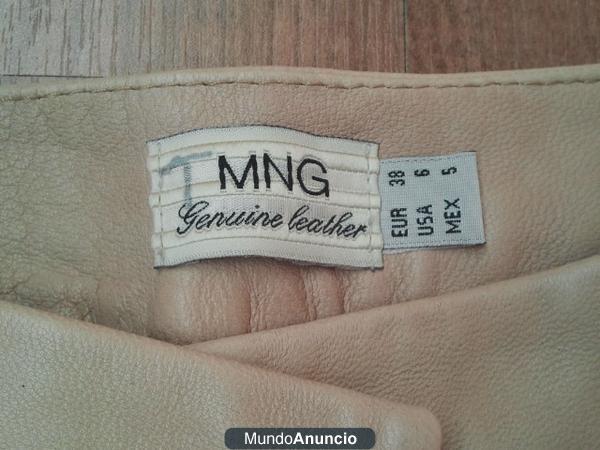 MNG
Genuine leather
EUR 38
USA 6
MEX 5
MundoAnuncio